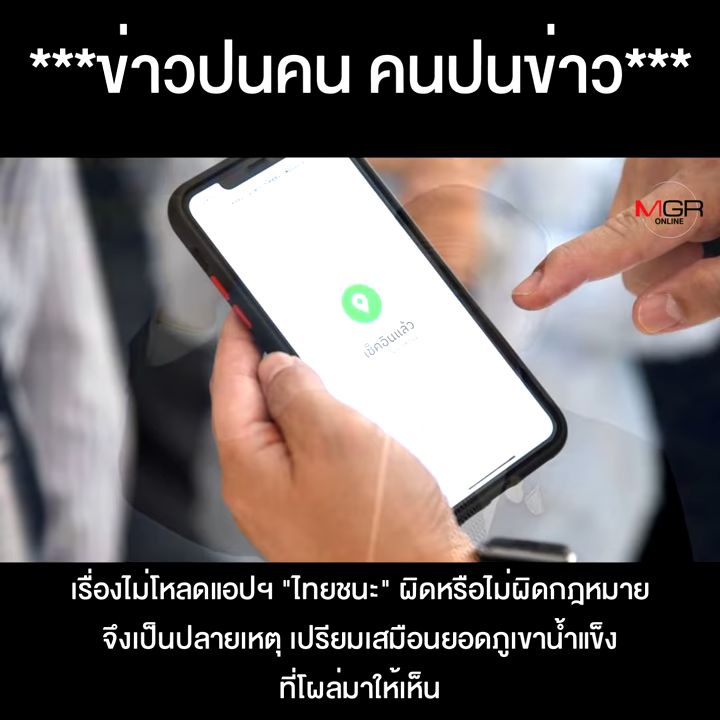 ***ข่าวปนคน คนปนข่าว***
MGR
ONLINE
เช็คอินแล้ว
เรื่องไม่โหลดแอปฯ "ไทยชนะ" ผิดหรือไม่ผิดกฎหมาย
จึงเป็นปลายเหตุ เปรียบเสมือนยอดภูเขาน้ำแข็ง
ที่โผล่มาให้เห็น